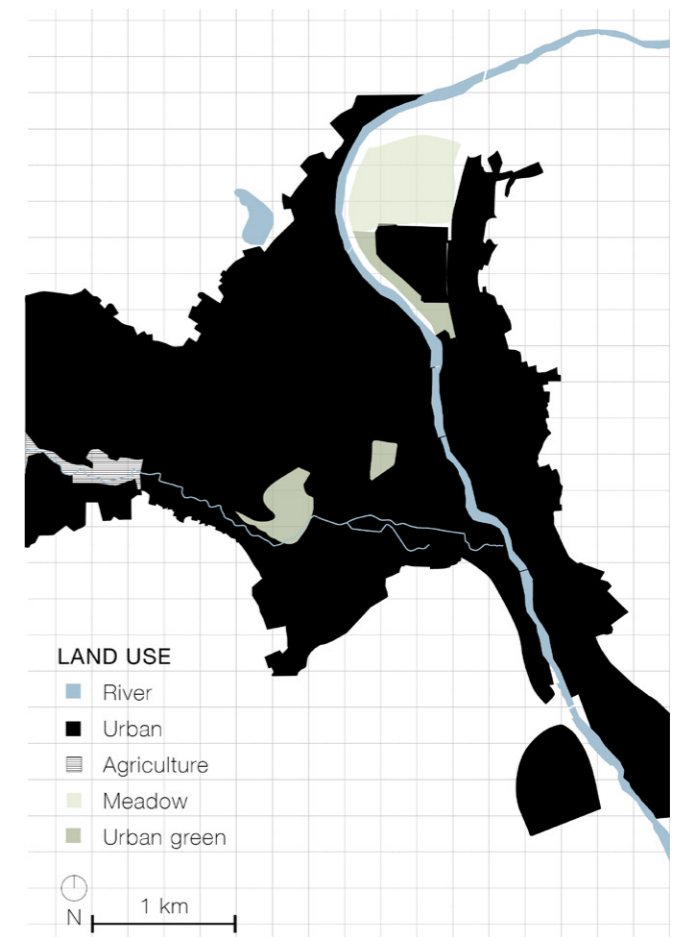 LAND USE
River
Urban
Agriculture
Meadow
Urban green
N
1 km